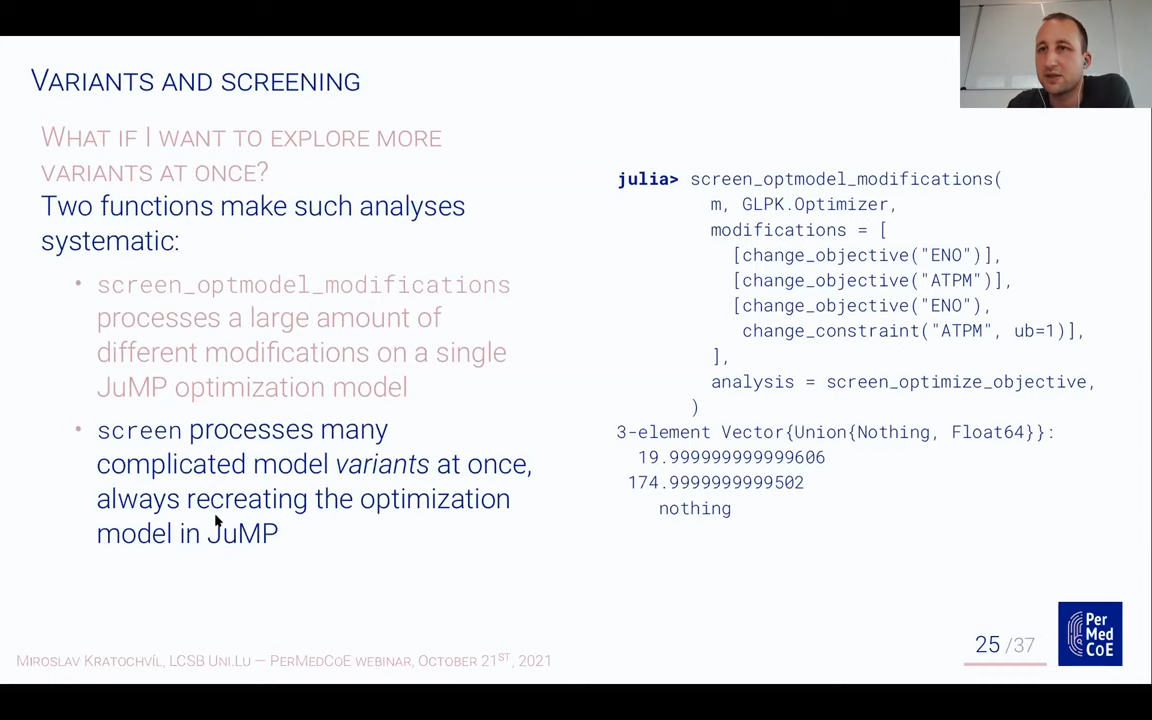 VARIANTS AND SCREENING
WHAT IF I WANT TO EXPLORE MORE
VARIANTS AT ONCE?
Two functions make such analyses
systematic:
• screen_optmodel_modifications
processes a large amount of
different modifications on a single
JuMP optimization model
• screen processes many
complicated model variants at once,
always recreating the optimization
model in JuMP
julia> screen_optmodel_modifications(
m, GLPK.Optimizer,
modifications = [
[change_objective("ENO")],
[change_objective("ATPM")],
[change_objective("ENO"),
change_constraint("ATPM", ub=1)],
],
analysis = screen_optimize_objective,
)
3-element Vector{Union{Nothing, Float64}}:
19.999999999999606
174.9999999999502
nothing
MIROSLAV KRATOCHVÍL, LCSB UNI.LU — PERMEDCOE WEBINAR, OCTOBER 21ST, 2021
25 /37
Per
Med
CoE